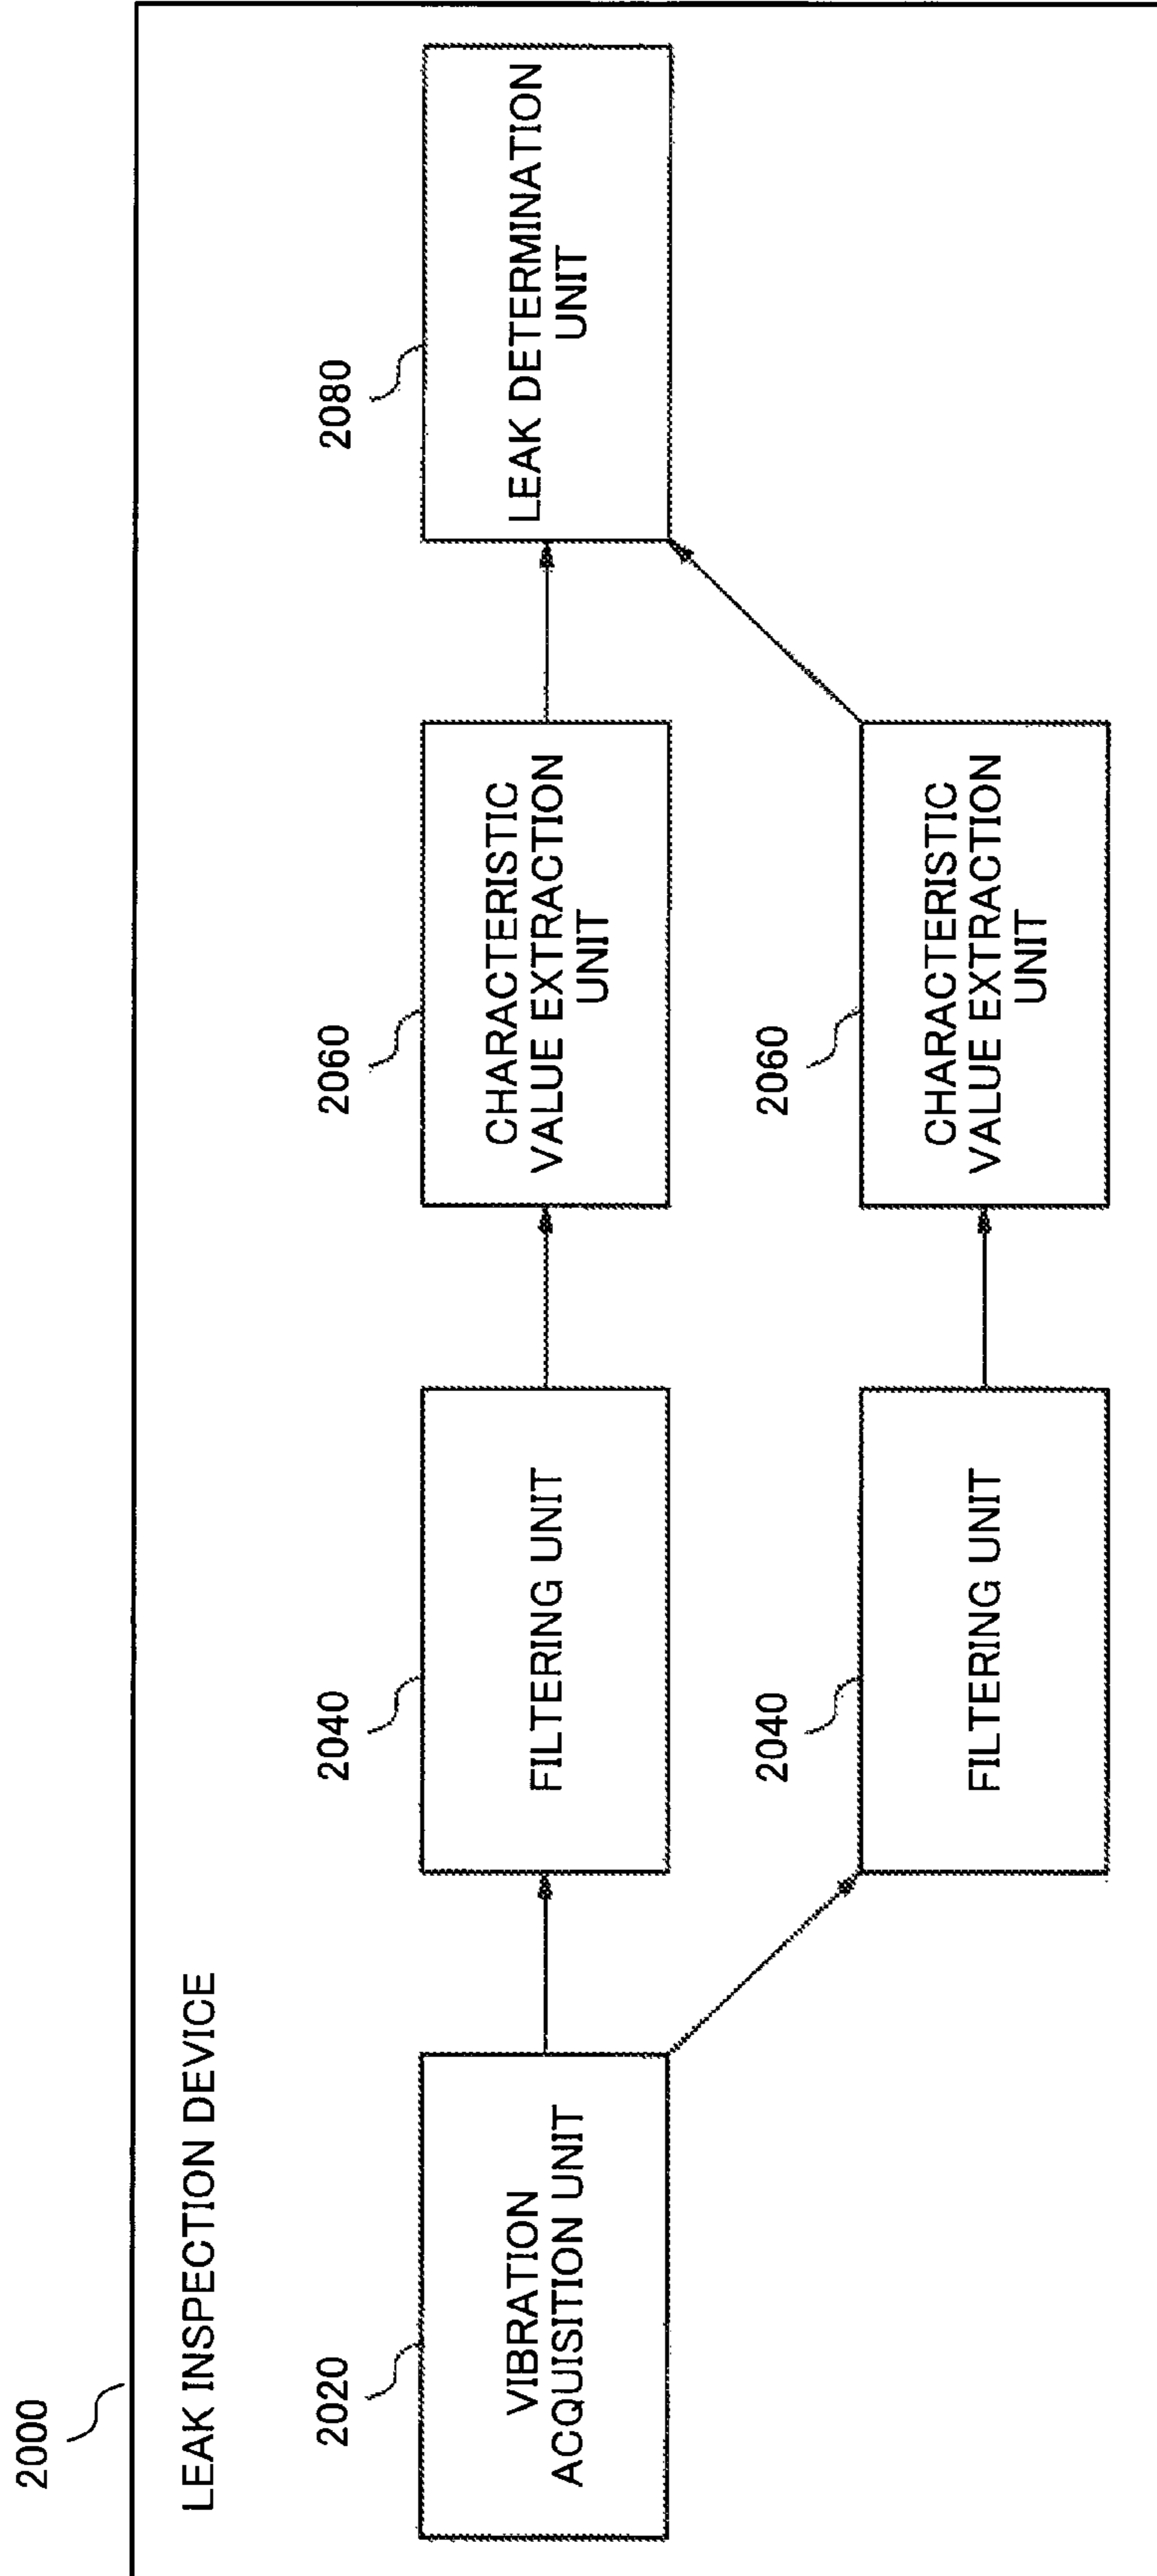 2000
LEAK INSPECTION DEVICE
2020
VIBRATION
ACQUISITION UNIT
2040
FILTERING UNIT
2060
CHARACTERISTIC
VALUE EXTRACTION
UNIT
2080
LEAK DETERMINATION
UNIT
2040
FILTERING UNIT
2060
CHARACTERISTIC
VALUE EXTRACTION
UNIT